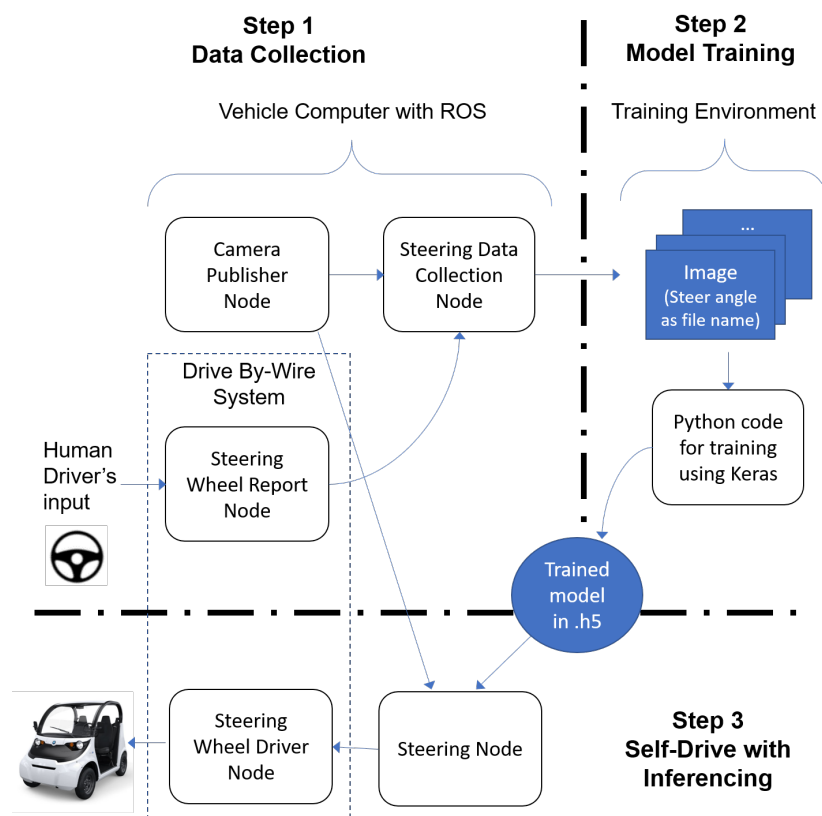 Step 1
Data Collection
Step 2
Model Training
Vehicle Computer with ROS
Training Environment
Camera
Publisher
Node
Steering Data
Collection
Node
...
Image
(Steer angle
as file name)
Drive By-Wire
System
Human
Driver's
input
Steering
Wheel Report
Node
Python code
for training
using Keras
Trained
model
in .h5
Steering
Wheel Driver
Node
Steering Node
Step 3
Self-Drive with
Inferencing